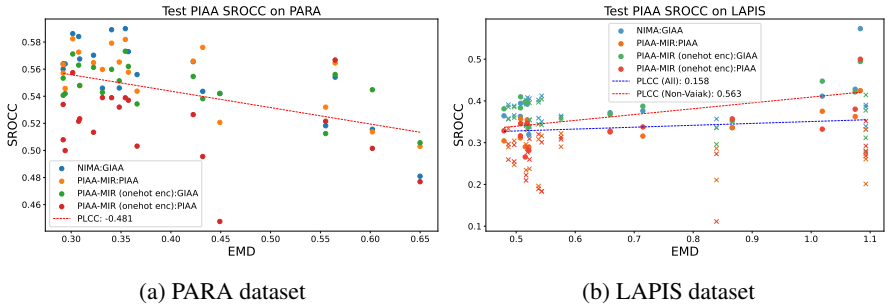 Test PIAA SROCC on PARA
SROCC
0.58
0.56
0.54
0.52
0.50
0.48
0.46
NIMA:GIAA
PIAA-MIR:PIAA
PIAA-MIR (onehot enc):GIAA
PIAA-MIR (onehot enc):PIAA
PLCC: -0.481
0.30 0.35 0.40 0.45 0.50 0.55 0.60 0.65
EMD
(a) PARA dataset
Test PIAA SROCC on LAPIS
SROCC
0.5
0.4
0.3
0.2
0.1
NIMA:GIAA
PIAA-MIR:PIAA
PIAA-MIR (onehot enc):GIAA
PIAA-MIR (onehot enc):PIAA
PLCC (All): 0.158
PLCC (Non-Vaiak): 0.563
0.5 0.6 0.7 0.8 0.9 1.0 1.1
EMD
(b) LAPIS dataset